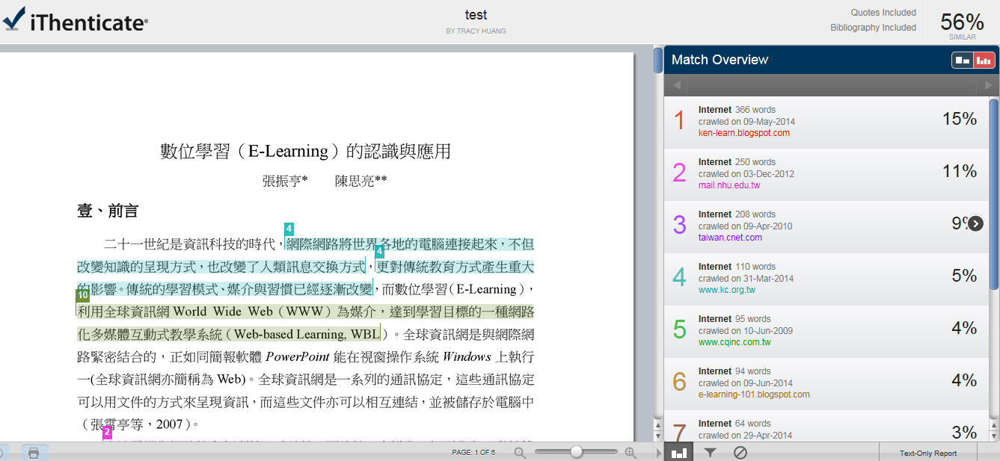 iThenticate®
test
BY TRACY HUANG
Quotes Included
Bibliography Included
56%
SIMILAR
數位學習（E-Learning）的認識與應用
張振亨* 陳思亮**
壹、前言
4
二十一世紀是資訊科技的時代，網際網路將世界各地的電腦連接起來，不但
4
改變知識的呈現方式，也改變了人類訊息交換方式，更對傳統教育方式產生重大
的影響。傳統的學習模式、媒介與習慣已經逐漸改變，而數位學習（E-Learning），
10
利用全球資訊網 World Wide Web（WWW）為媒介，達到學習目標的一種網路
化多媒體互動式教學系統（Web-based Learning, WBL）。全球資訊網是與網際網
路緊密結合的，正如同簡報軟體 PowerPoint 能在視窗操作系統 Windows 上執行
一(全球資訊網亦簡稱為 Web)。全球資訊網是一系列的通訊協定，這些通訊協定
可以用文件的方式來呈現資訊，而這些文件亦可以相互連結，並被儲存於電腦中
（張霄亭等，2007）。
2
PAGE: 1 OF 6
Match Overview
1
Internet 366 words
crawled on 09-May-2014
ken-learn.blogspot.com
15%
2
Internet 250 words
crawled on 03-Dec-2012
mail.nhu.edu.tw
11%
3
Internet 208 words
crawled on 09-Apr-2010
taiwan.cnet.com
9%
4
Internet 110 words
crawled on 31-Mar-2014
www.kc.org.tw
5%
5
Internet 95 words
crawled on 10-Jun-2009
www.cqinc.com.tw
4%
6
Internet 94 words
crawled on 09-Jun-2014
e-learning-101.blogspot.com
4%
7
Internet 64 words
crawled on 29-Apr-2014
3%
Text-Only Report